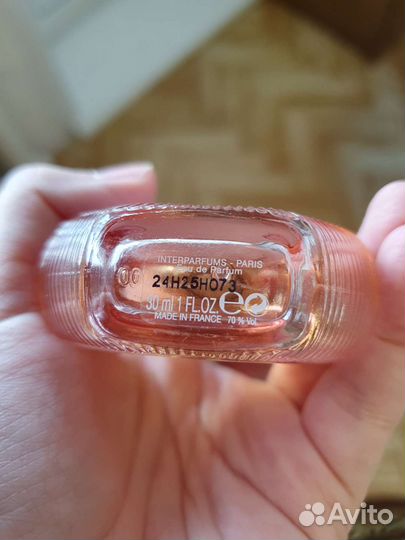 INTERPARFUMS - PARIS
Eau de Parfum
24H25H073
30 ml 1 FL.OZ. e
MADE IN FRANCE 70 % Vol
Avito